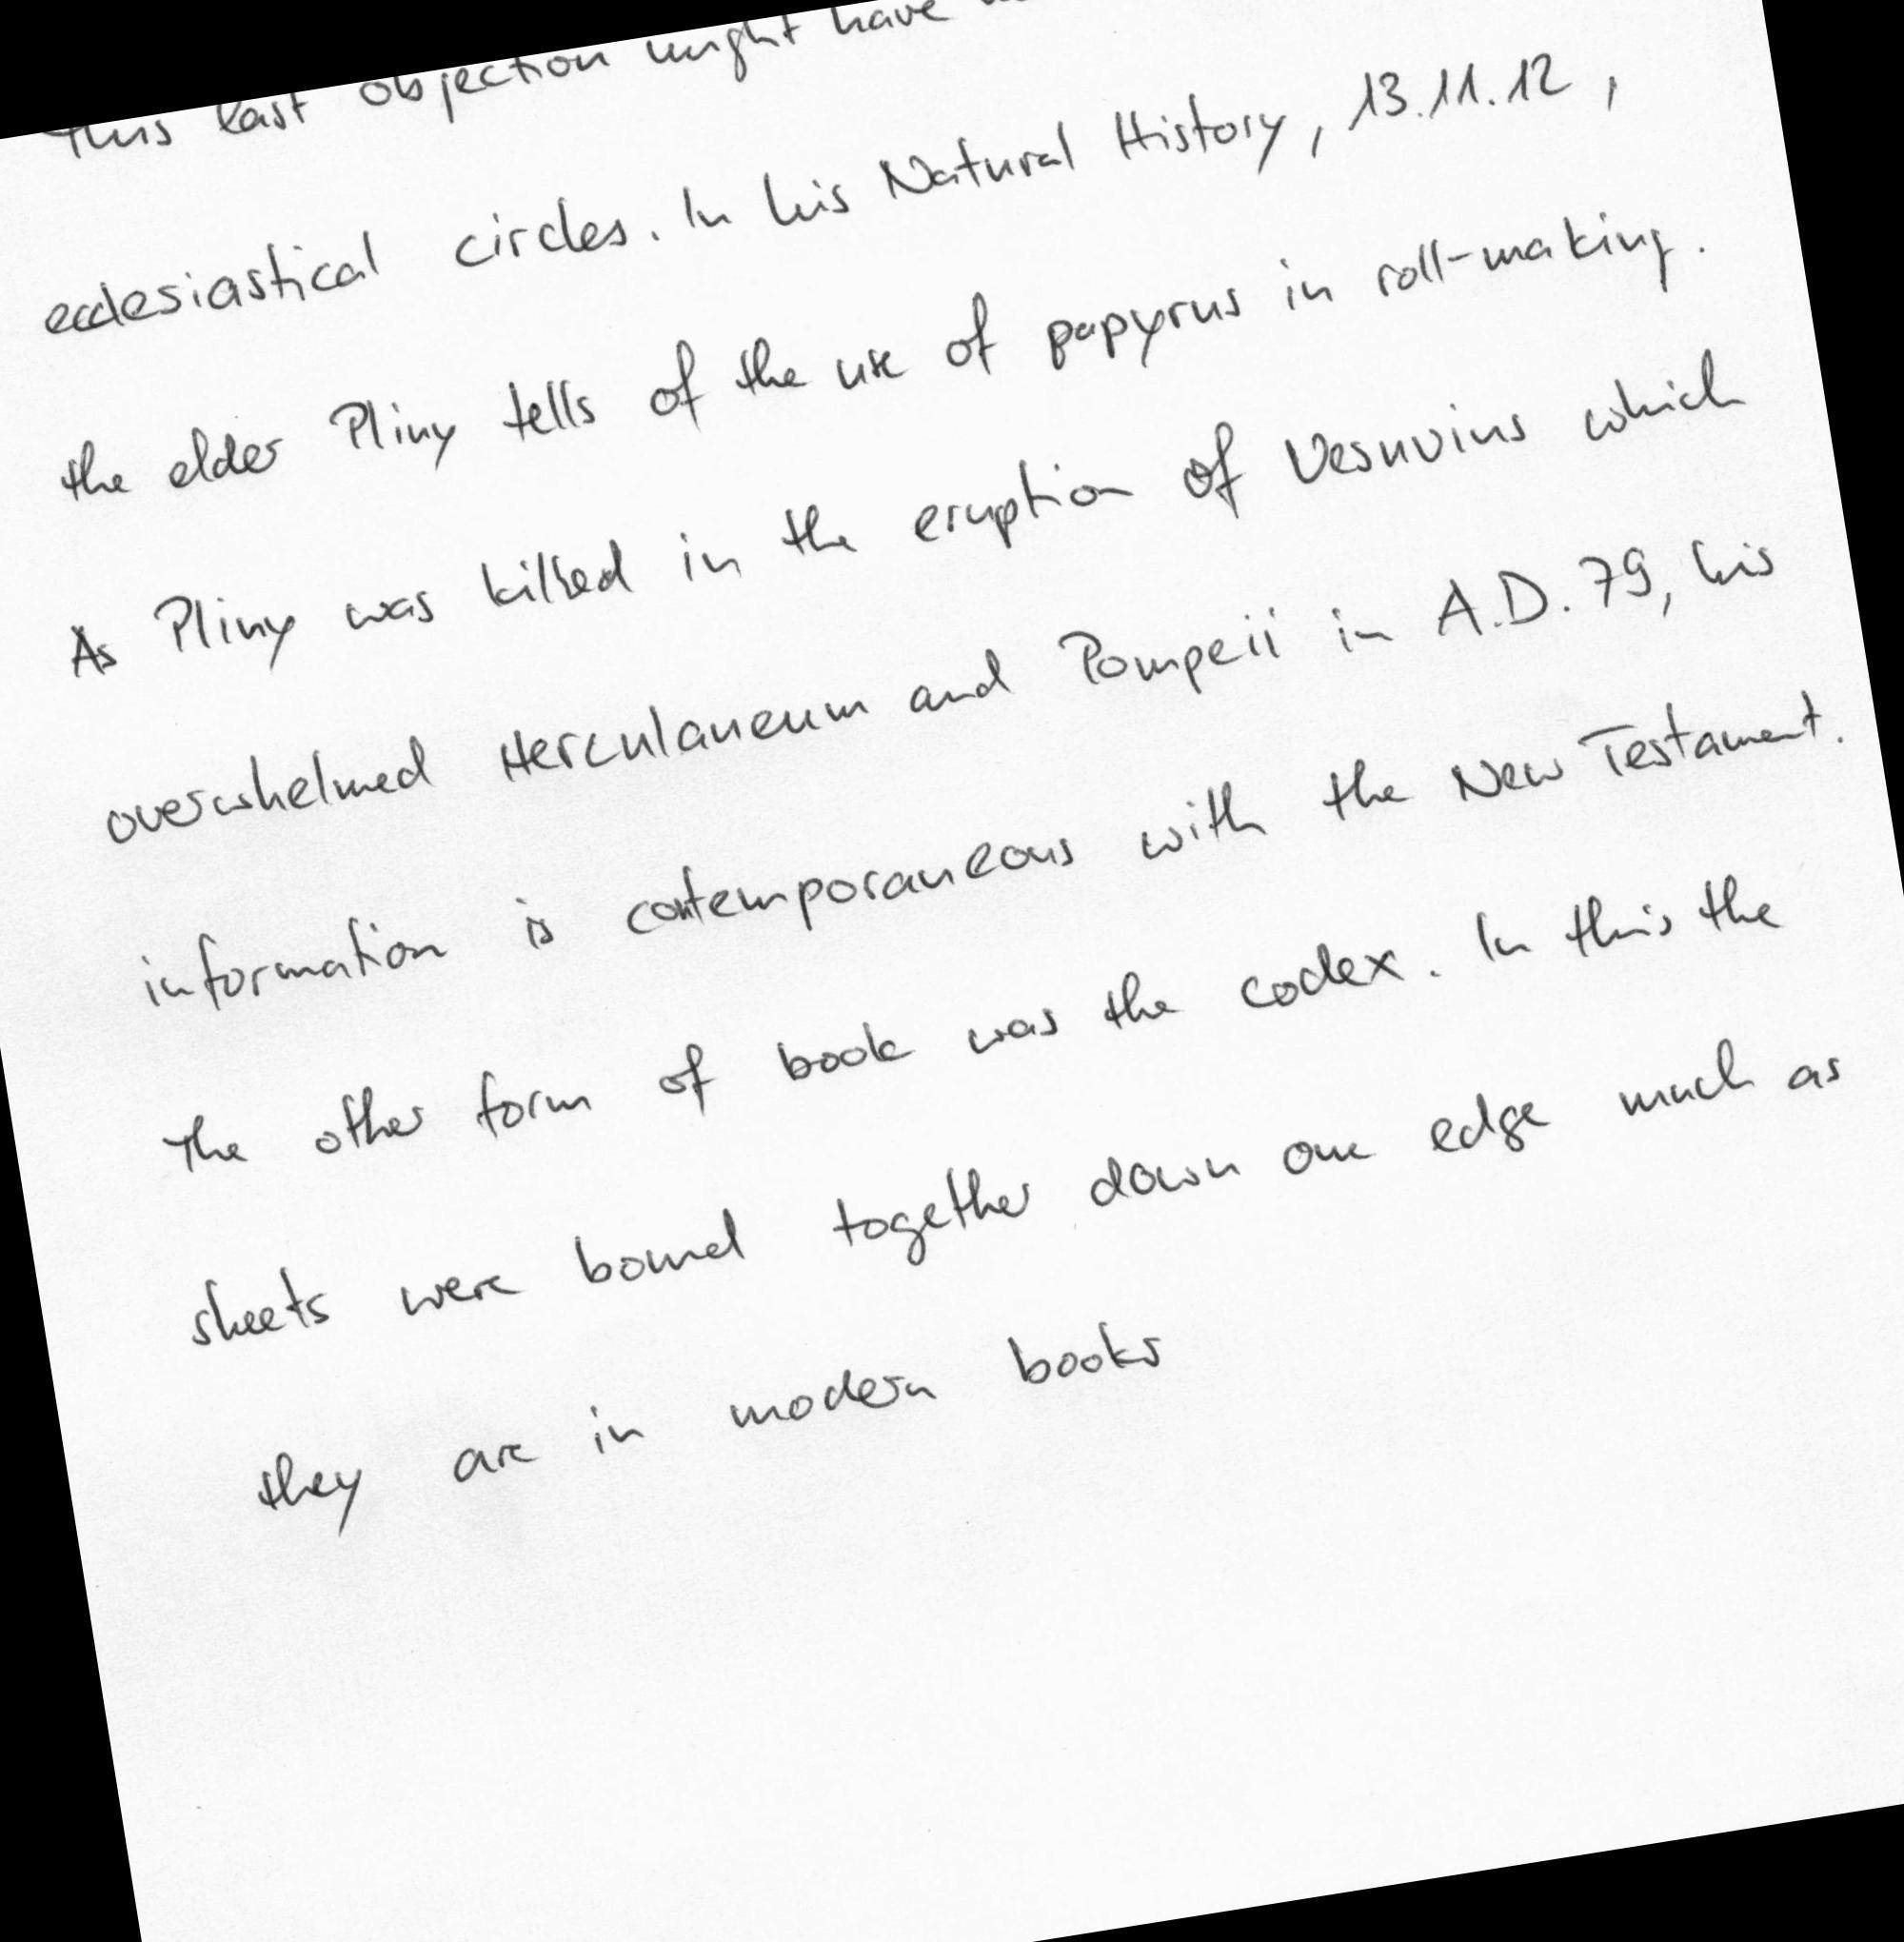 This last objection might have
ecclesiastical circles. In his Natural History, 13.11.12,
the elder Pliny tells of the use of papyrus in roll-making.
As Pliny was killed in the eruption of Vesuvius which
overwhelmed Herculaneum and Pompeii in A.D. 79, his
information is contemporaneous with the New Testament.
The other form of book was the codex. In this the
sheets were bound together down one edge much as
they are in modern books